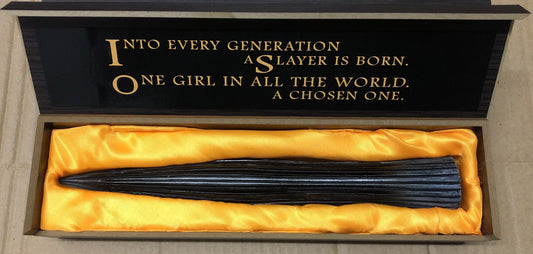 INTO EVERY GENERATION
A SLAYER IS BORN.
ONE GIRL IN ALL THE WORLD.
A CHOSEN ONE.